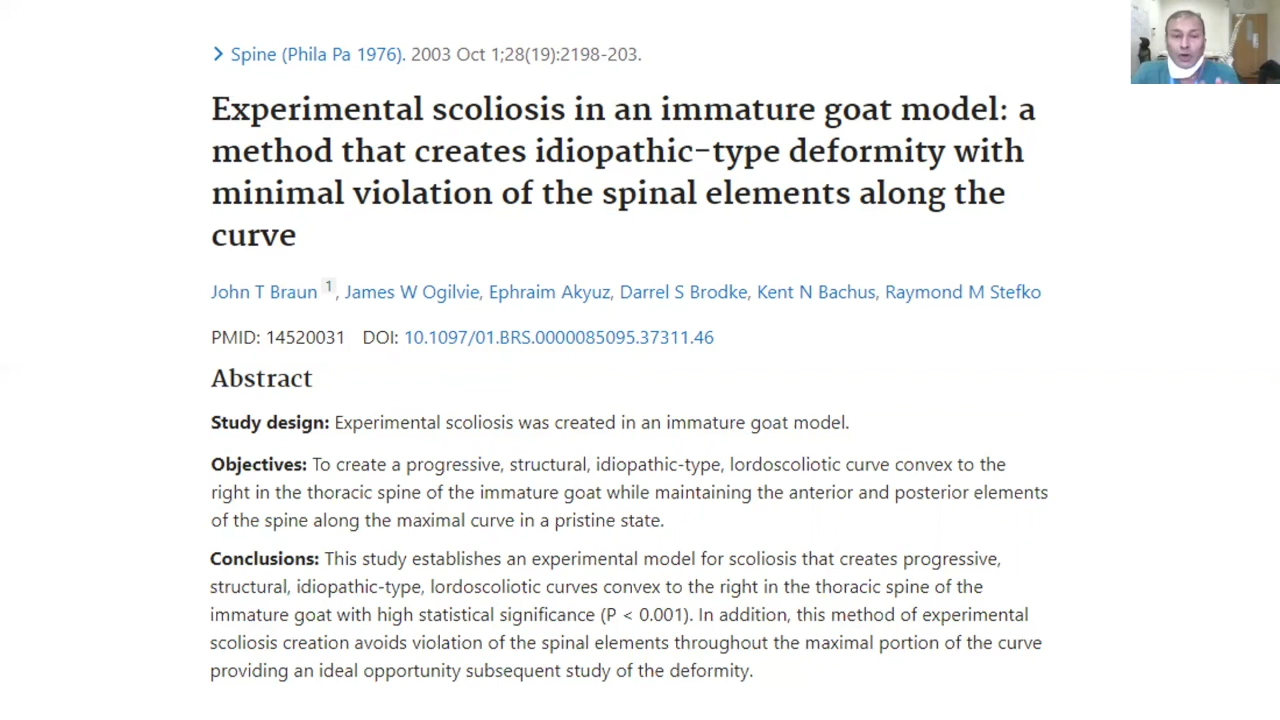 Spine (Phila Pa 1976). 2003 Oct 1;28(19):2198-203.
Experimental scoliosis in an immature goat model: a
method that creates idiopathic-type deformity with
minimal violation of the spinal elements along the
curve
John T Braun 1, James W Ogilvie, Ephraim Akyuz, Darrel S Brodke, Kent N Bachus, Raymond M Stefko
PMID: 14520031 DOI: 10.1097/01.BRS.0000085095.37311.46
Abstract
Study design: Experimental scoliosis was created in an immature goat model.
Objectives: To create a progressive, structural, idiopathic-type, lordoscoliotic curve convex to the
right in the thoracic spine of the immature goat while maintaining the anterior and posterior elements
of the spine along the maximal curve in a pristine state.
Conclusions: This study establishes an experimental model for scoliosis that creates progressive,
structural, idiopathic-type, lordoscoliotic curves convex to the right in the thoracic spine of the
immature goat with high statistical significance (P < 0.001). In addition, this method of experimental
scoliosis creation avoids violation of the spinal elements throughout the maximal portion of the curve
providing an ideal opportunity subsequent study of the deformity.